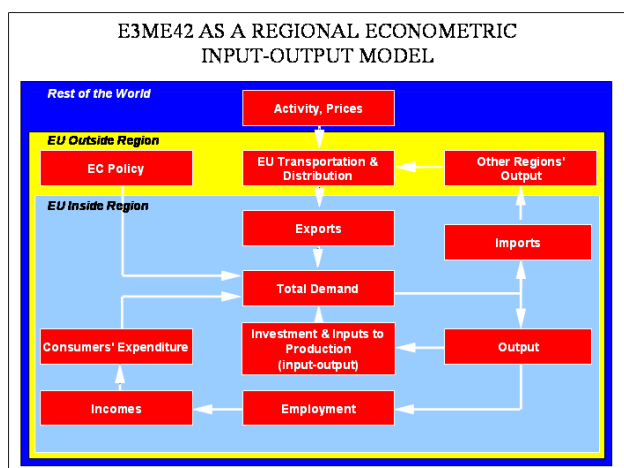 E3ME42 AS A REGIONAL ECONOMETRIC
INPUT-OUTPUT MODEL
Rest of the World
Activity, Prices
EU Outside Region
EC Policy
EU Transportation &
Distribution
Other Regions'
Output
EU Inside Region
Exports
Imports
Total Demand
Consumers' Expenditure
Investment & Inputs to
Production
(input-output)
Output
Incomes
Employment